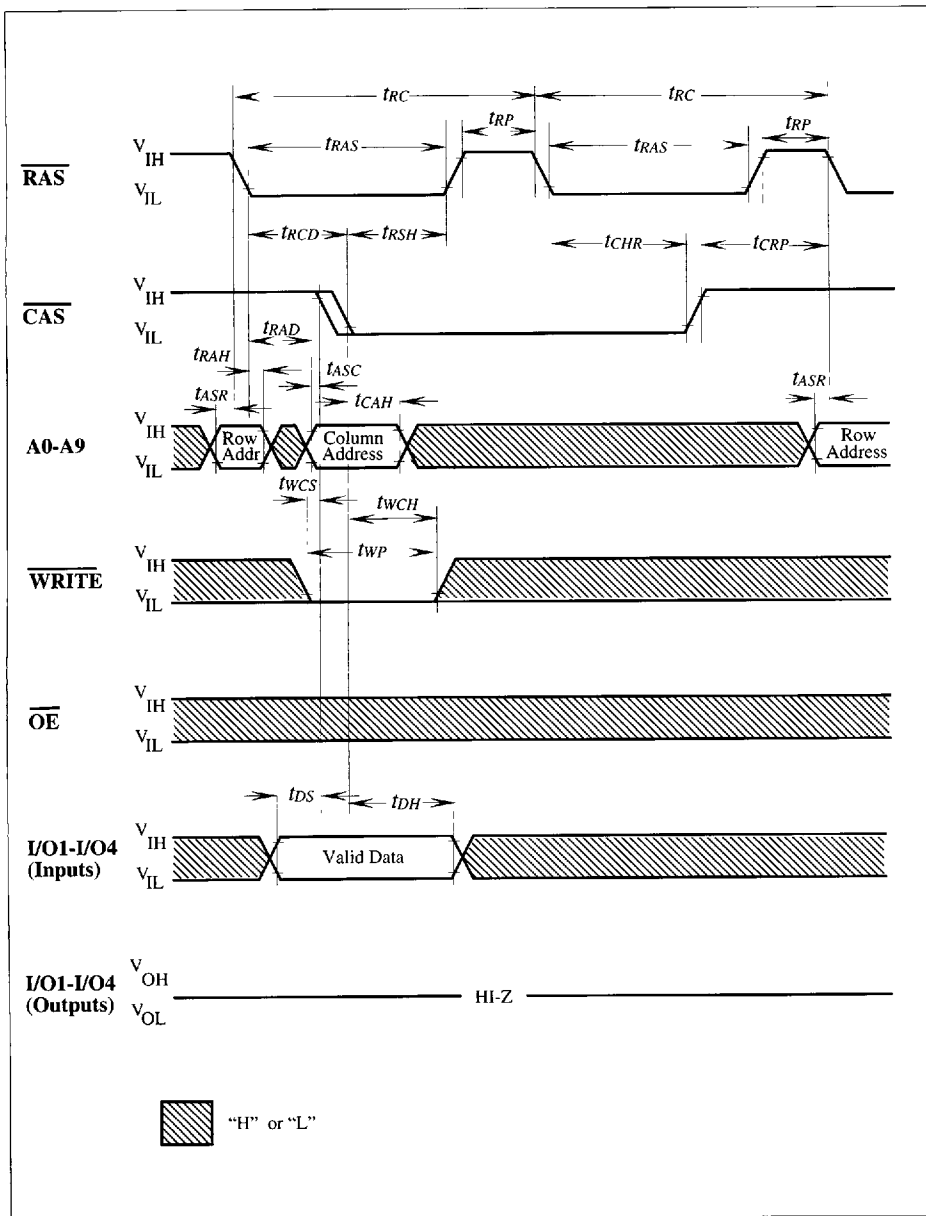 tRC tRC
tRP tRP
tRAS tRAS
RAS VIH
VIL
tRCD tRSH tCHR tCRP
CAS VIH
VIL
tRAD
tRAH tASC
tASR tCAH tASR
A0-A9 VIH Row Addr Column Address Row Address
VIL
tWCS tWCH
tWP
WRITE VIH
VIL
OE VIH
VIL
tDS tDH
I/O1-I/O4 (Inputs) VIH Valid Data
VIL
I/O1-I/O4 (Outputs) VOH
HI-Z
VOL
“H” or “L”